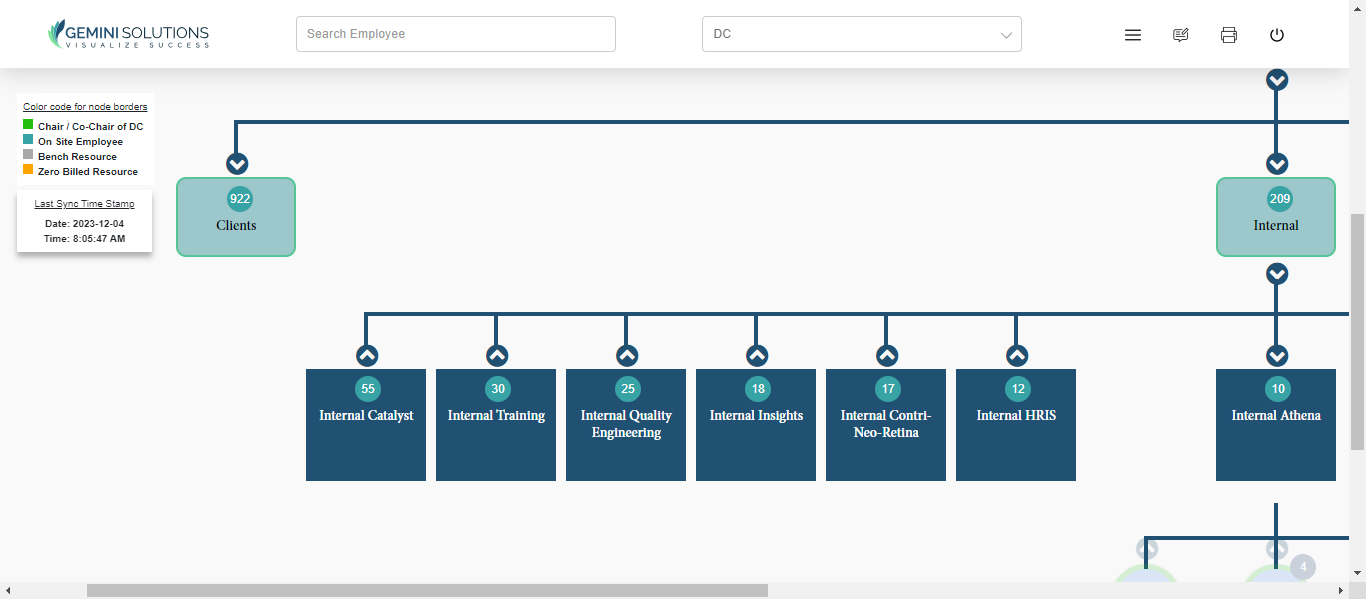 GEMINI SOLUTIONS
VISUALIZE SUCCESS
Search Employee
DC
Color code for node borders
Chair / Co-Chair of DC
On Site Employee
Bench Resource
Zero Billed Resource
Last Sync Time Stamp
Date: 2023-12-04
Time: 8:05:47 AM
922
Clients
209
Internal
55
Internal Catalyst
30
Internal Training
25
Internal Quality
Engineering
18
Internal Insights
17
Internal Contri-
Neo-Retina
12
Internal HRIS
10
Internal Athena
4